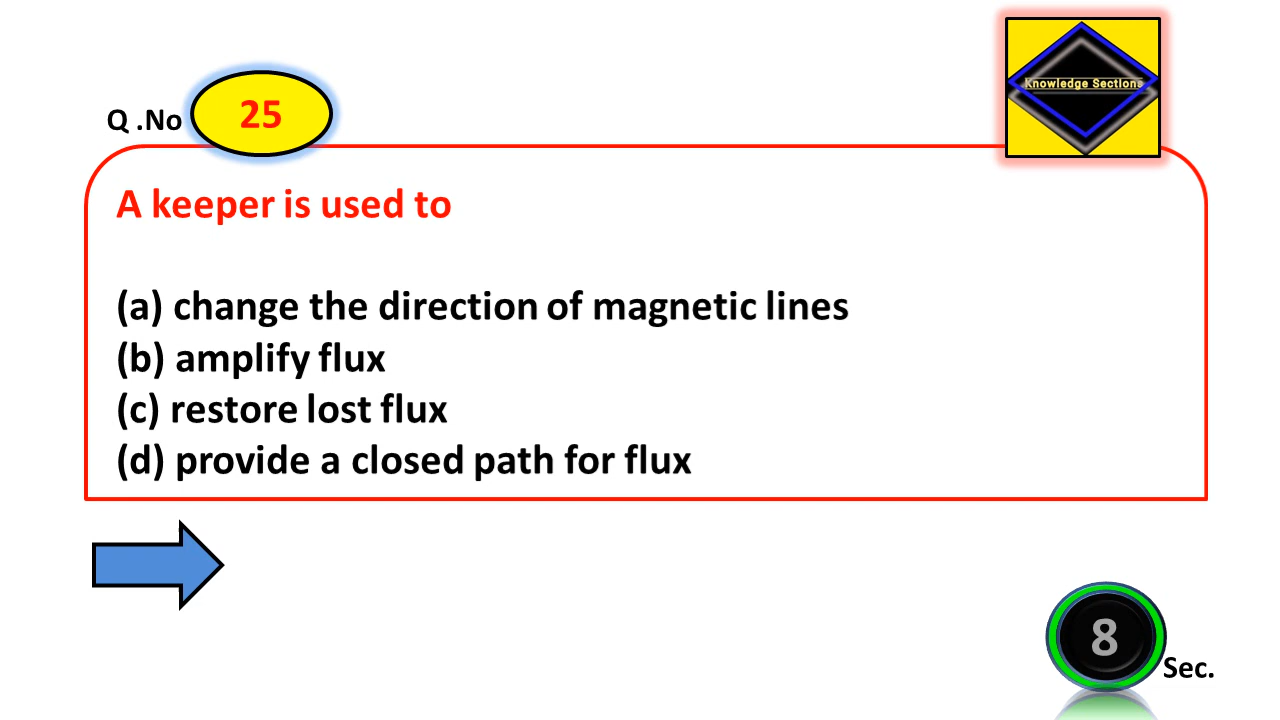 Q .No 25
Knowledge Sections
A keeper is used to
(a) change the direction of magnetic lines
(b) amplify flux
(c) restore lost flux
(d) provide a closed path for flux
8 Sec.